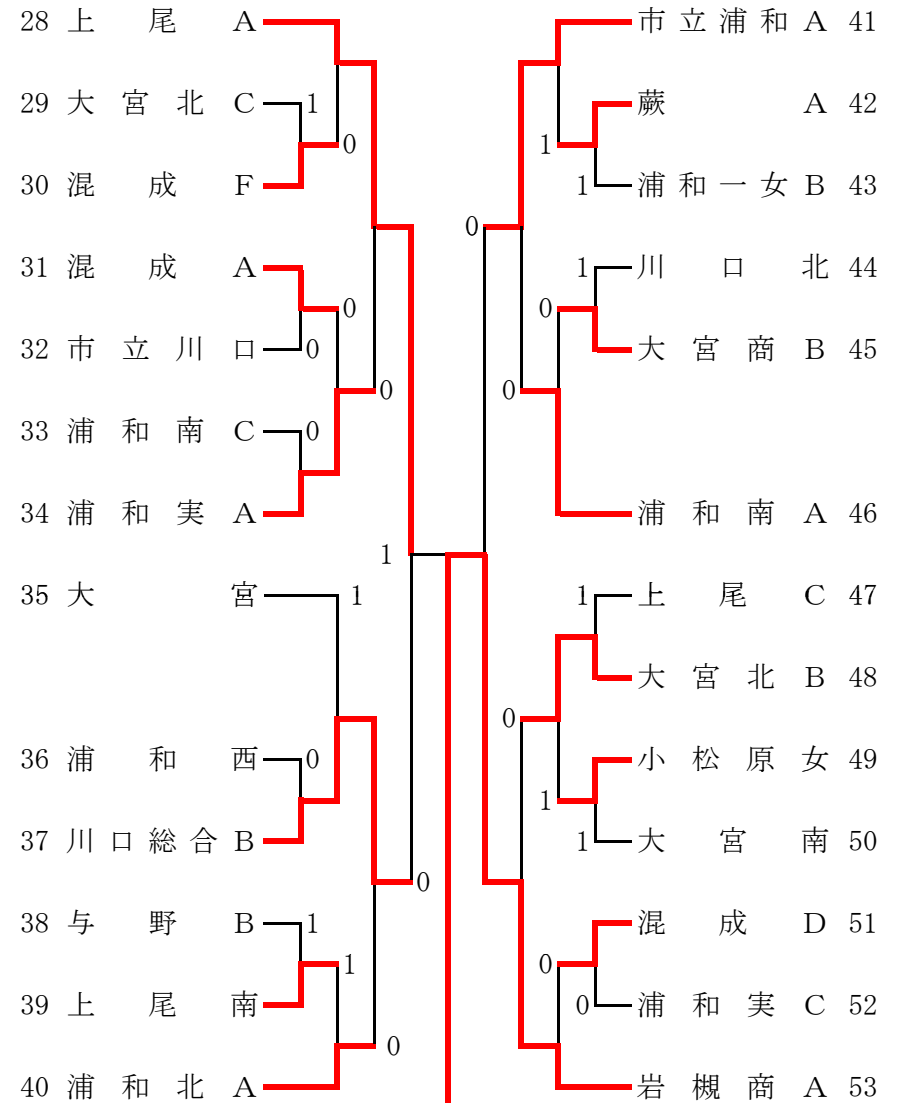 28 上尾 A
市立浦和 A 41
29 大宮北 C 1
蕨 A 42
0
1
30 混成 F
1 浦和一女 B 43
0
31 混成 A
1 川口北 44
0
0
32 市立川口 0
大宮商 B 45
0
0
33 浦和南 C 0
34 浦和実 A
浦和南 A 46
1
35 大宮 1
1 上尾 C 47
大宮北 B 48
0
36 浦和西 0
小松原女 49
1
37 川口総合 B
1 大宮南 50
0
38 与野 B 1
混成 D 51
1
0
39 上尾南
0 浦和実 C 52
0
40 浦和北 A
岩槻商 A 53